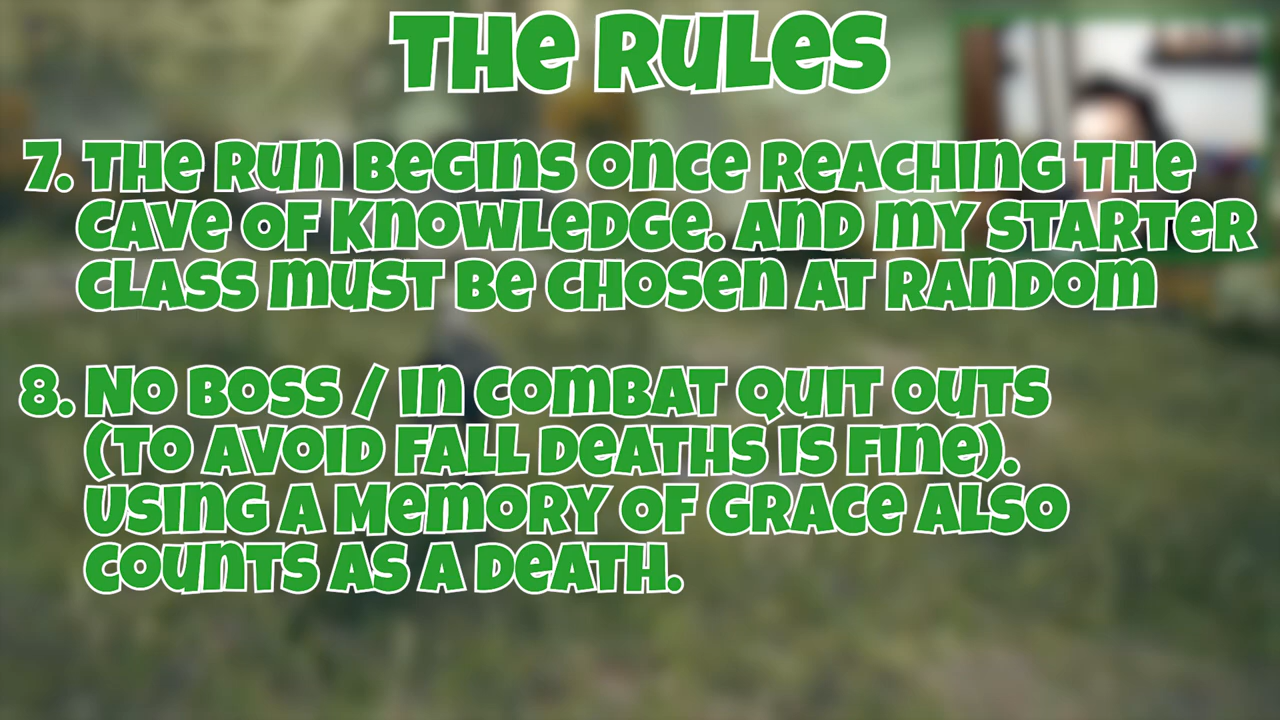 THE RULES
7. THE RUN BEGINS ONCE REACHING THE
CAVE OF KNOWLEDGE. AND MY STARTER
CLASS MUST BE CHOSEN AT RANDOM
8. NO BOSS / IN COMBAT QUIT OUTS
(TO AVOID FALL DEATHS IS FINE).
USING A MEMORY OF GRACE ALSO
COUNTS AS A DEATH.